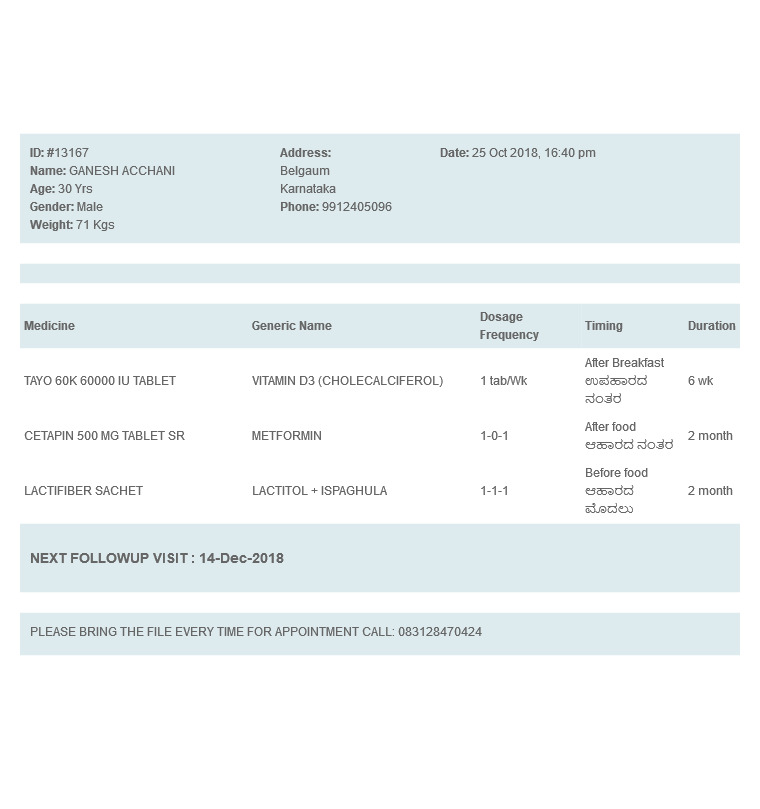 ID: #13167
Name: GANESH ACCHANI
Age: 30 Yrs
Gender: Male
Weight: 71 Kgs
Address:
Belgaum
Karnataka
Phone: 9912405096
Date: 25 Oct 2018, 16:40 pm
Medicine Generic Name Dosage Frequency Timing Duration
TAYO 60K 60000 IU TABLET VITAMIN D3 (CHOLECALCIFEROL) 1 tab/Wk After Breakfast ಉಪಹಾರದ ನಂತರ 6 wk
CETAPIN 500 MG TABLET SR METFORMIN 1-0-1 After food ಆಹಾರದ ನಂತರ 2 month
LACTIFIBER SACHET LACTITOL + ISPAGHULA 1-1-1 Before food ಆಹಾರದ ಮೊದಲು 2 month
NEXT FOLLOWUP VISIT : 14-Dec-2018
PLEASE BRING THE FILE EVERY TIME FOR APPOINTMENT CALL: 083128470424